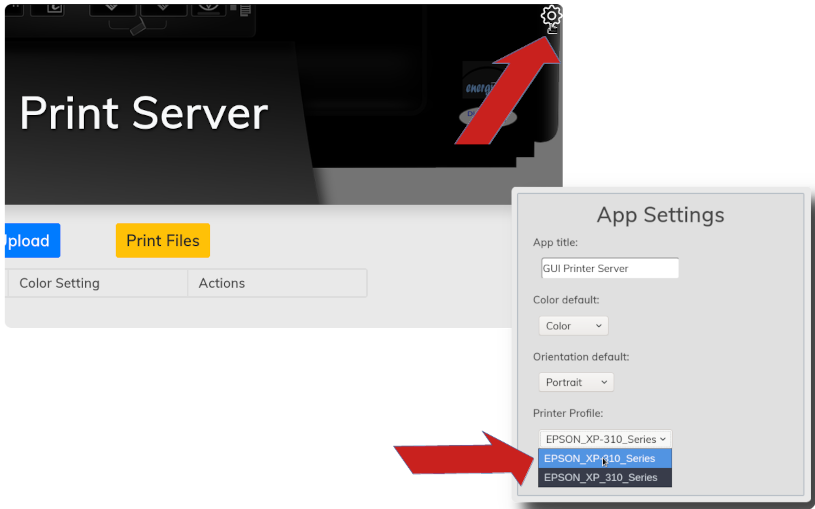 Print Server
Print Files
Color Setting
Actions
App Settings
App title:
GUI Printer Server
Color default:
Color
Orientation default:
Portrait
Printer Profile:
EPSON_XP-310_Series
EPSON_XP-310_Series
EPSON_XP_310_Series